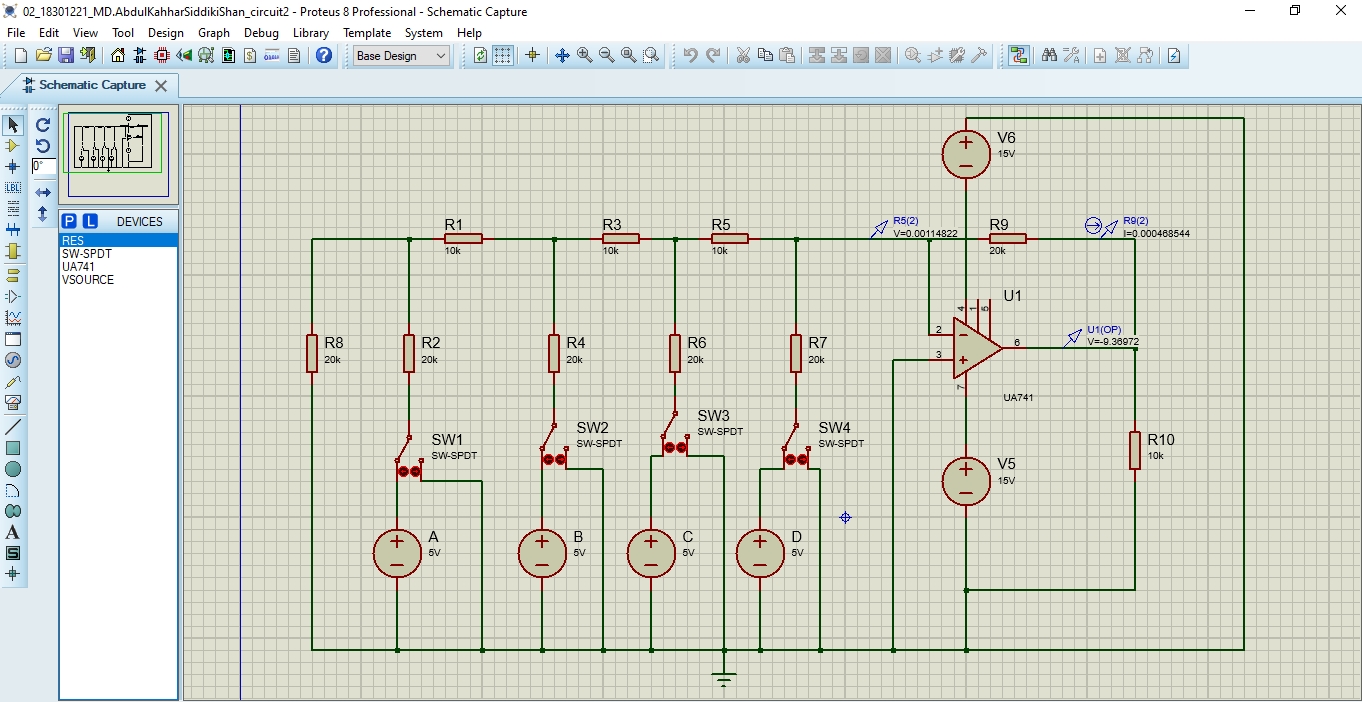 02_18301221_MD.AbdulKahharSiddikiShan_circuit2 - Proteus 8 Professional - Schematic Capture
File Edit View Tool Design Graph Debug Library Template System Help
Base Design
Schematic Capture
0°
LBL
P L DEVICES
RES
SW-SPDT
UA741
VSOURCE
A
S
V6
15V
R1
10k
R3
10k
R5
10k
R5(2)
V=0.00114822
R9
20k
R9(2)
I=0.000468544
U1
4 1 5
2
3
6
7
UA741
U1(OP)
V=-9.36972
R8
20k
R2
20k
R4
20k
R6
20k
R7
20k
SW1
SW-SPDT
SW2
SW-SPDT
SW3
SW-SPDT
SW4
SW-SPDT
R10
10k
V5
15V
A
5V
B
5V
C
5V
D
5V